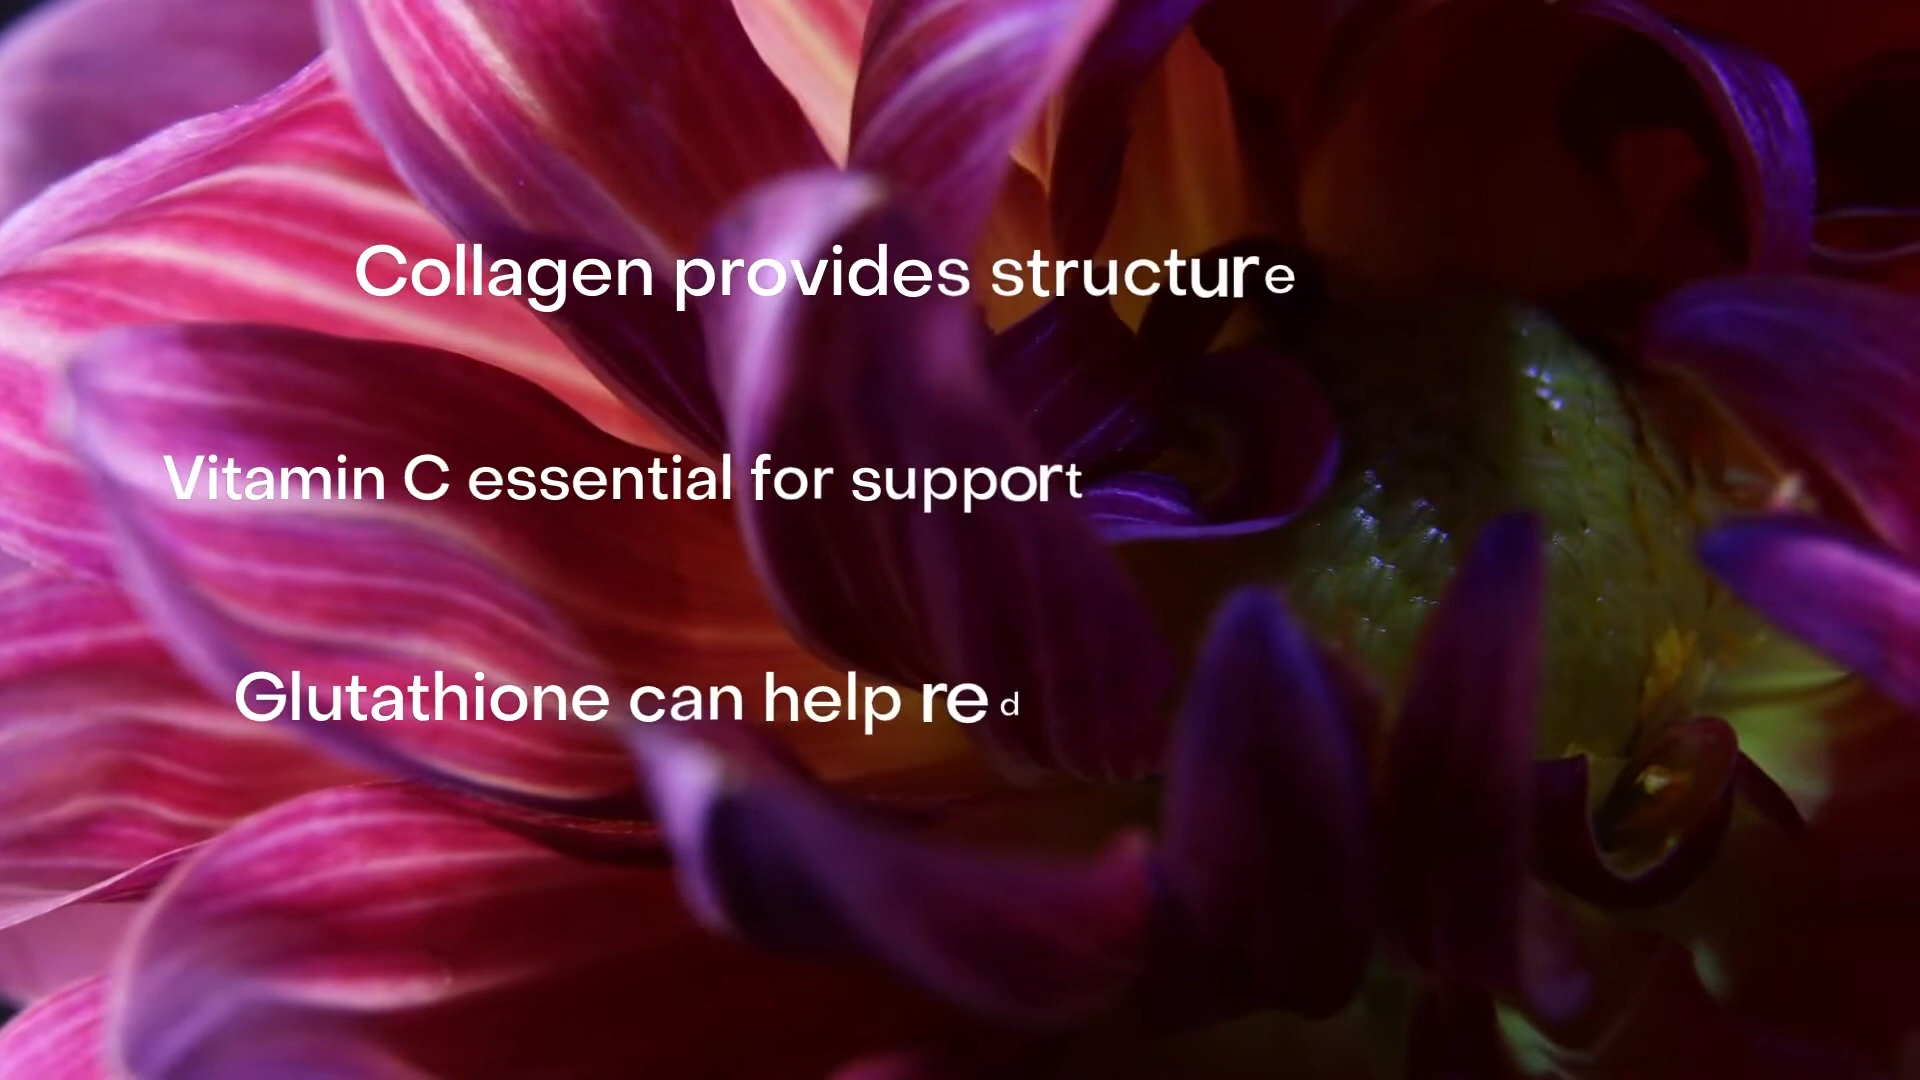 Collagen provides structure
Vitamin C essential for support
Glutathione can help red